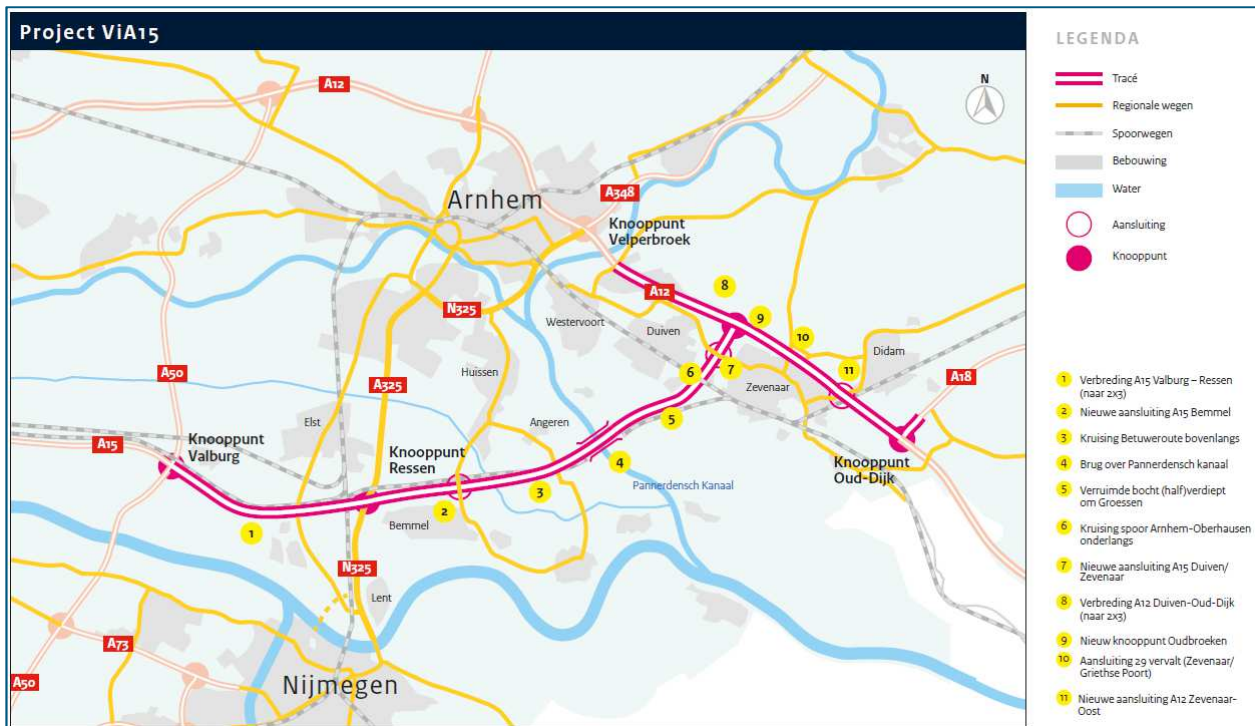 Project ViA15
A12
N
Arnhem
A348
Knooppunt
Velperbroek
N325
A12
8
9
Westervoort
Duiven
10
Didam
11
A50
A325
Huissen
6
7
Zevenaar
A18
Elst
Angeren
5
A15
Knooppunt
Valburg
Knooppunt
Ressen
4
Knooppunt
Oud-Dijk
3
Pannerdensch Kanaal
2
Bemmel
1
N325
Lent
A73
A50
Nijmegen
LEGENDA
Tracé
Regionale wegen
Spoorwegen
Bebouwing
Water
Aansluiting
Knooppunt
1 Verbreding A15 Valburg – Ressen
(naar 2x3)
2 Nieuwe aansluiting A15 Bemmel
3 Kruising Betuweroute bovenlangs
4 Brug over Pannerdensch kanaal
5 Verruimde bocht (half)verdiept
om Groessen
6 Kruising spoor Arnhem-Oberhausen
onderlangs
7 Nieuwe aansluiting A15 Duiven/
Zevenaar
8 Verbreding A12 Duiven-Oud-Dijk
(naar 2x3)
9 Nieuw knooppunt Oudbroeken
10 Aansluiting 29 vervalt (Zevenaar/
Griethse Poort)
11 Nieuwe aansluiting A12 Zevenaar-
Oost